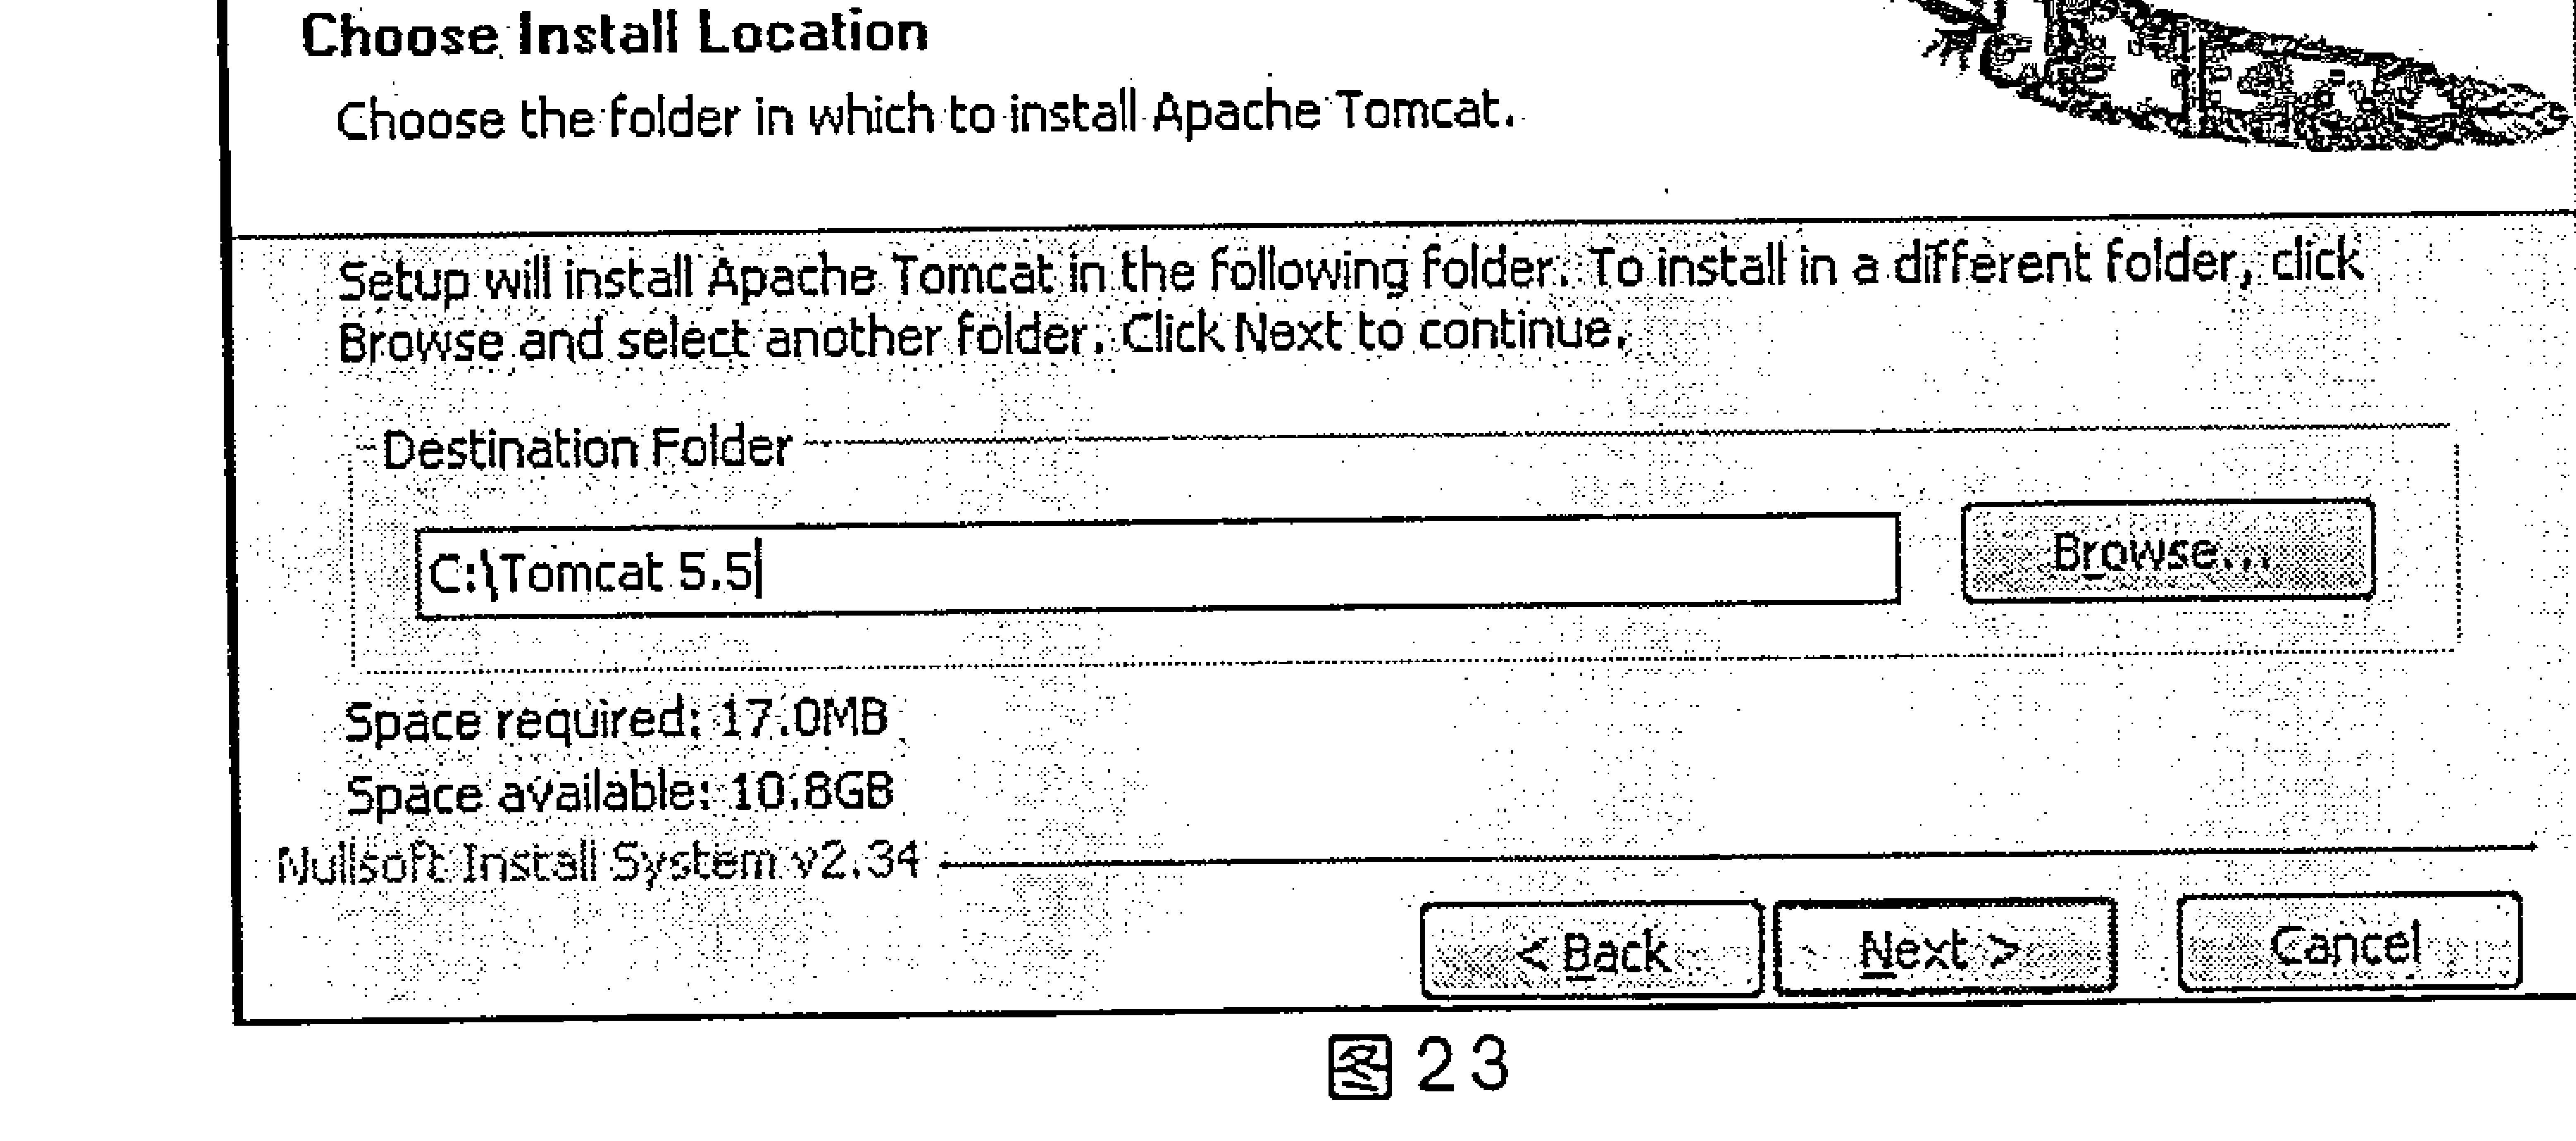 Choose Install Location
Choose the folder in which to install Apache Tomcat.
Setup will install Apache Tomcat in the following folder. To install in a different folder, click
Browse and select another folder. Click Next to continue.
Destination Folder
C:\Tomcat 5.5
Browse...
Space required: 17.0MB
Space available: 10.8GB
Nullsoft Install System v2.34
< Back
Next >
Cancel
图 23